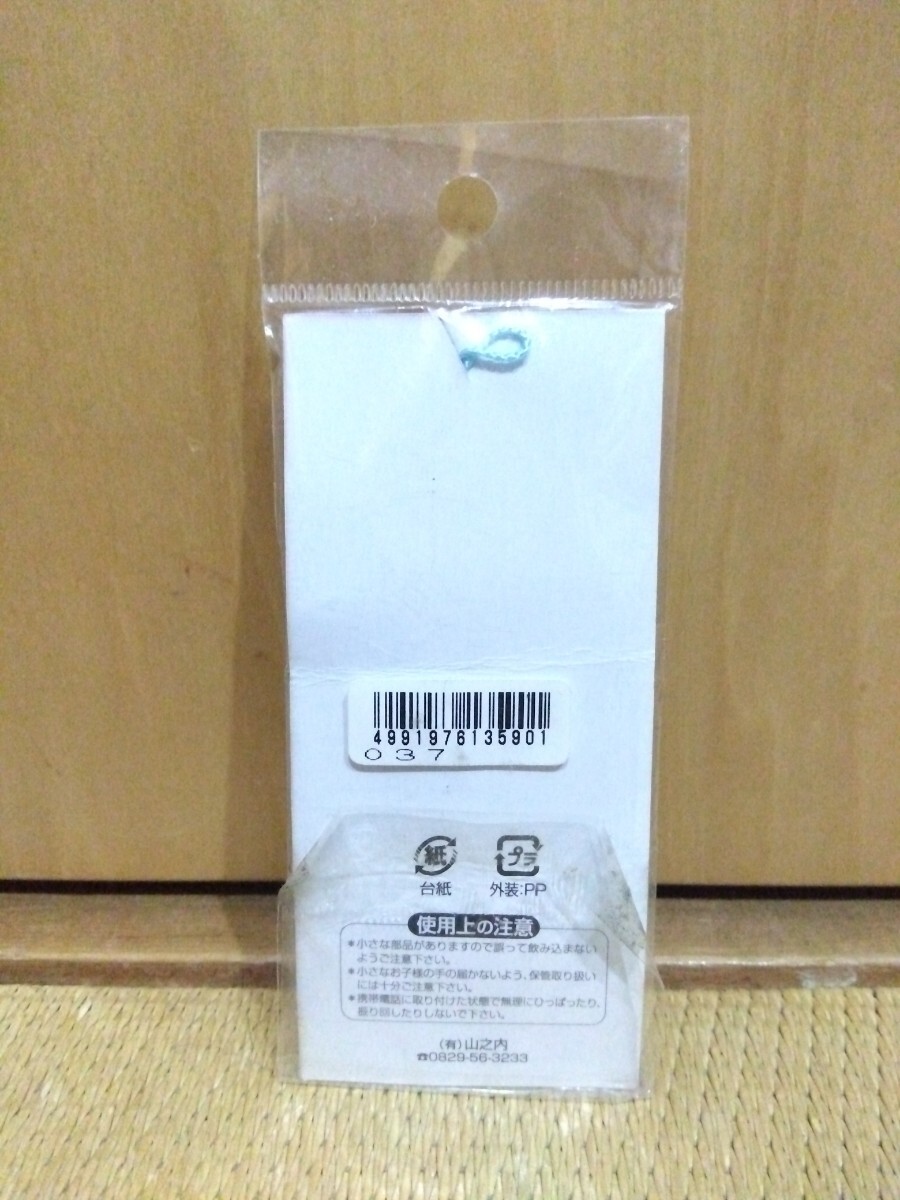 4991976135901
037
紙 プラ
台紙 外装:PP
使用上の注意
*小さな部品がありますので誤って飲み込まない
ようご注意下さい。
*小さなお子様の手の届かないよう、保管取り扱い
には十分ご注意下さい。
*携帯電話に取り付けた状態で無理にひっぱったり、
振り回したりしないで下さい。
(有)山之内
☎0829-56-3233